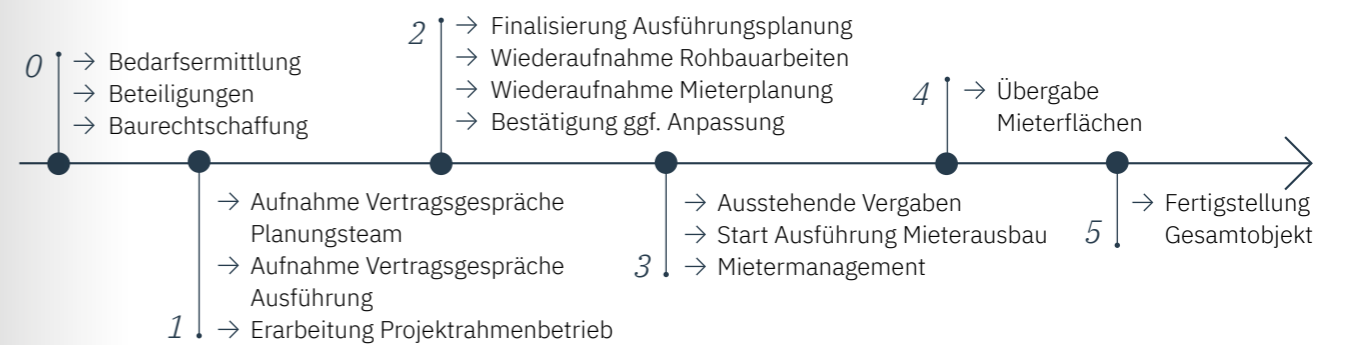 0
→ Bedarfsermittlung
→ Beteiligungen
→ Baurechtschaffung
1
→ Aufnahme Vertragsgespräche
Planungsteam
→ Aufnahme Vertragsgespräche
Ausführung
→ Erarbeitung Projektrahmenbetrieb
2
→ Finalisierung Ausführungsplanung
→ Wiederaufnahme Rohbauarbeiten
→ Wiederaufnahme Mieterplanung
→ Bestätigung ggf. Anpassung
3
→ Ausstehende Vergaben
→ Start Ausführung Mieterausbau
→ Mietermanagement
4
→ Übergabe
Mieterflächen
5
→ Fertigstellung
Gesamtobjekt